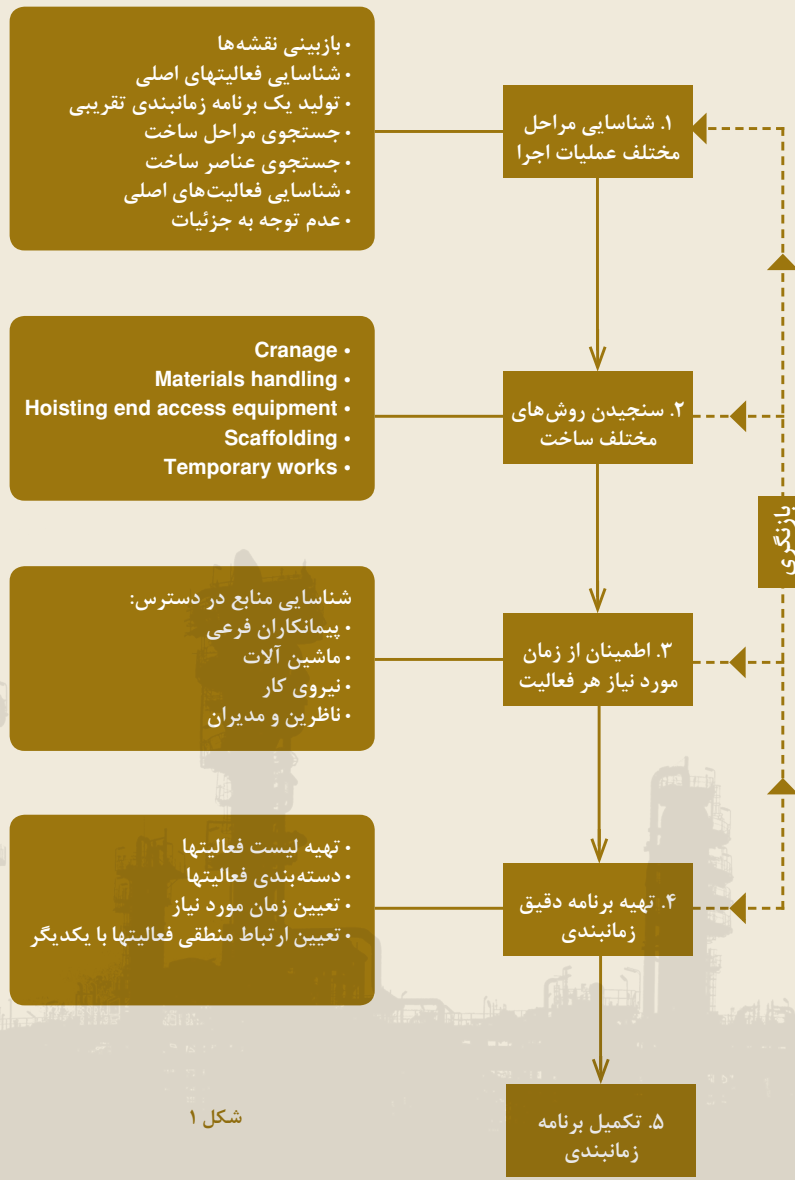 • بازبینی نقشه‌ها
• شناسایی فعالیتهای اصلی
• تولید یک برنامه زمانبندی تقریبی
• جستجوی مراحل ساخت
• جستجوی عناصر ساخت
• شناسایی فعالیت‌های اصلی
• عدم توجه به جزئیات
۱. شناسایی مراحل
مختلف عملیات اجرا
Cranage •
Materials handling •
Hoisting end access equipment •
Scaffolding •
Temporary works •
۲. سنجیدن روش‌های
مختلف ساخت
بازنگری
شناسایی منابع در دسترس:
• پیمانکاران فرعی
• ماشین آلات
• نیروی کار
• ناظرین و مدیران
۳. اطمینان از زمان
مورد نیاز هر فعالیت
• تهیه لیست فعالیتها
• دسته‌بندی فعالیتها
• تعیین زمان مورد نیاز
• تعیین ارتباط منطقی فعالیتها با یکدیگر
۴. تهیه برنامه دقیق
زمانبندی
۵. تکمیل برنامه
زمانبندی
شکل ۱